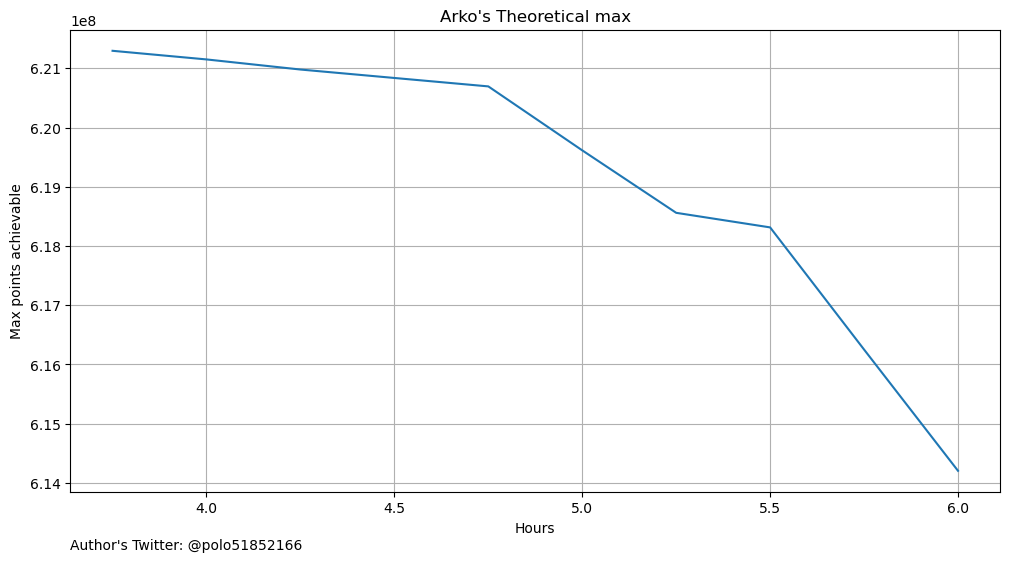 Arko's Theoretical max
1e8
6.21
6.20
6.19
6.18
6.17
6.16
6.15
6.14
Max points achievable
4.0 4.5 5.0 5.5 6.0
Hours
Author's Twitter: @polo51852166